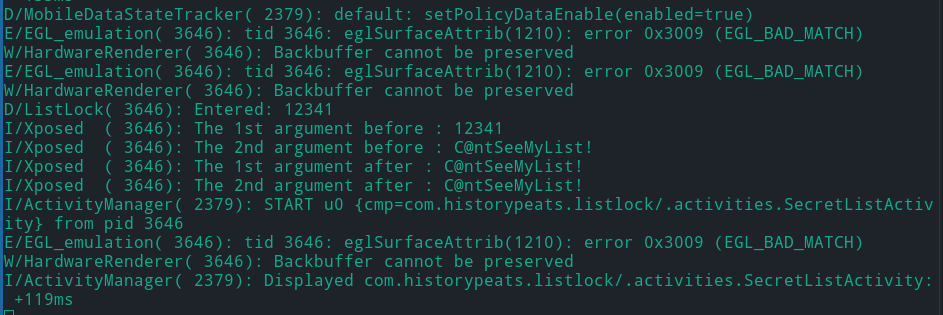 D/MobileDataStateTracker( 2379): default: setPolicyDataEnable(enabled=true)
E/EGL_emulation( 3646): tid 3646: eglSurfaceAttrib(1210): error 0x3009 (EGL_BAD_MATCH)
W/HardwareRenderer( 3646): Backbuffer cannot be preserved
E/EGL_emulation( 3646): tid 3646: eglSurfaceAttrib(1210): error 0x3009 (EGL_BAD_MATCH)
W/HardwareRenderer( 3646): Backbuffer cannot be preserved
D/ListLock( 3646): Entered: 12341
I/Xposed  ( 3646): The 1st argument before : 12341
I/Xposed  ( 3646): The 2nd argument before : C@ntSeeMyList!
I/Xposed  ( 3646): The 1st argument after : C@ntSeeMyList!
I/Xposed  ( 3646): The 2nd argument after : C@ntSeeMyList!
I/ActivityManager( 2379): START u0 {cmp=com.historypeats.listlock/.activities.SecretListActiv
ity} from pid 3646
E/EGL_emulation( 3646): tid 3646: eglSurfaceAttrib(1210): error 0x3009 (EGL_BAD_MATCH)
W/HardwareRenderer( 3646): Backbuffer cannot be preserved
I/ActivityManager( 2379): Displayed com.historypeats.listlock/.activities.SecretListActivity:
 +119ms